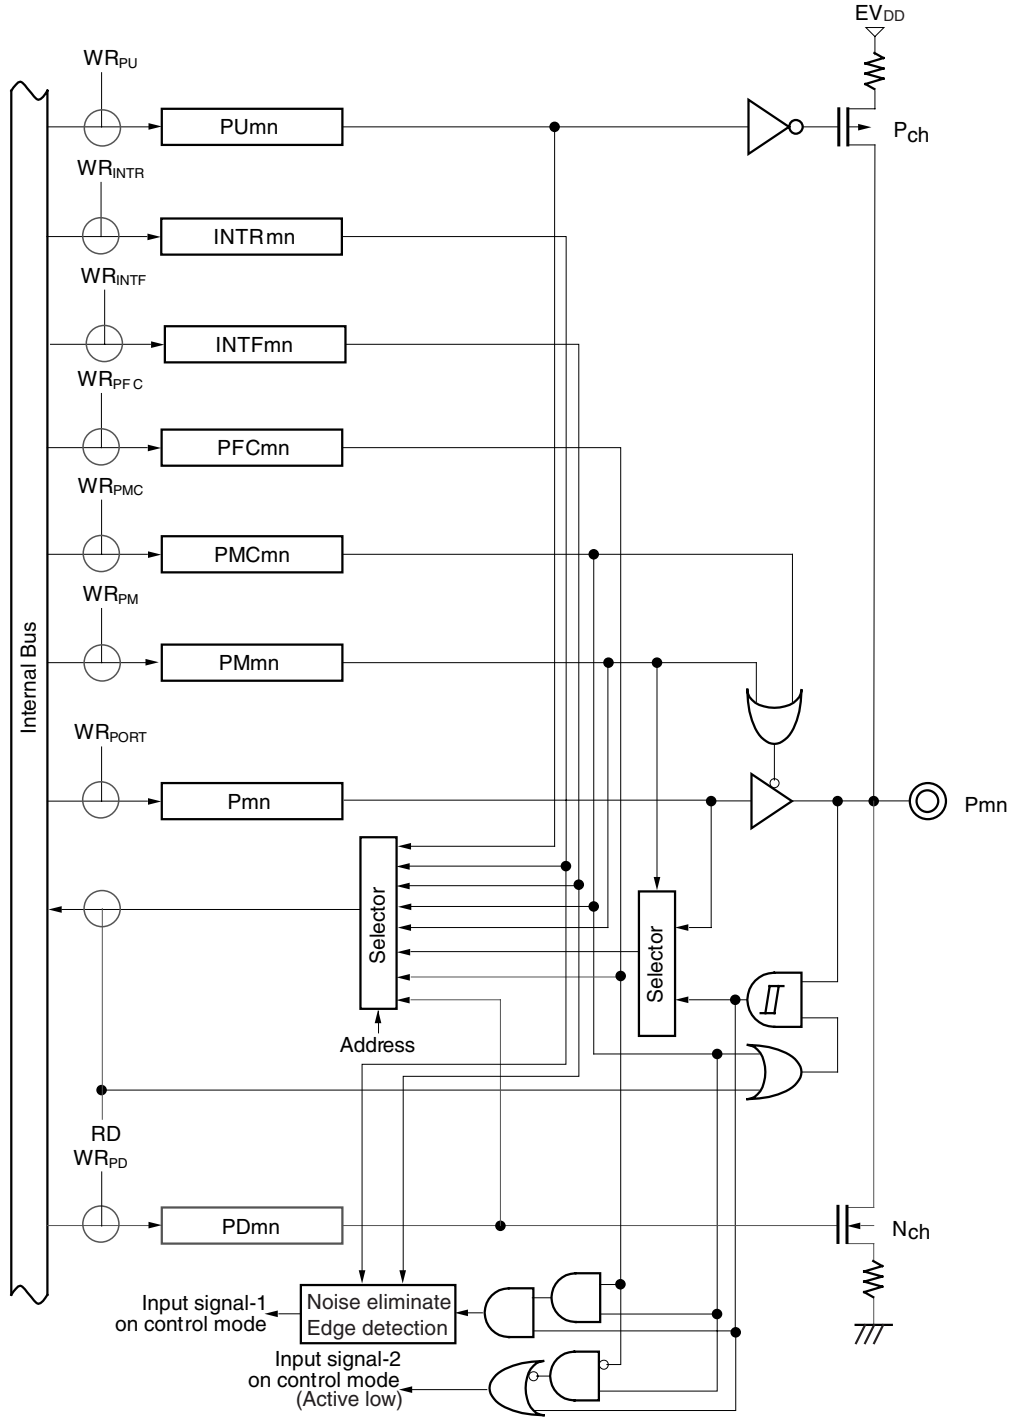 EVDD
WRPU
PUmn
Pch
WRINTR
INTRmn
WRINTF
INTFmn
WRPFC
PFCmn
WRPMC
PMCmn
WRPM
PMmn
Internal Bus
WRPORT
Pmn
Pmn
Selector
Selector
Address
RD
WRPD
PDmn
Nch
Input signal-1
on control mode
Noise eliminate
Edge detection
Input signal-2
on control mode
(Active low)